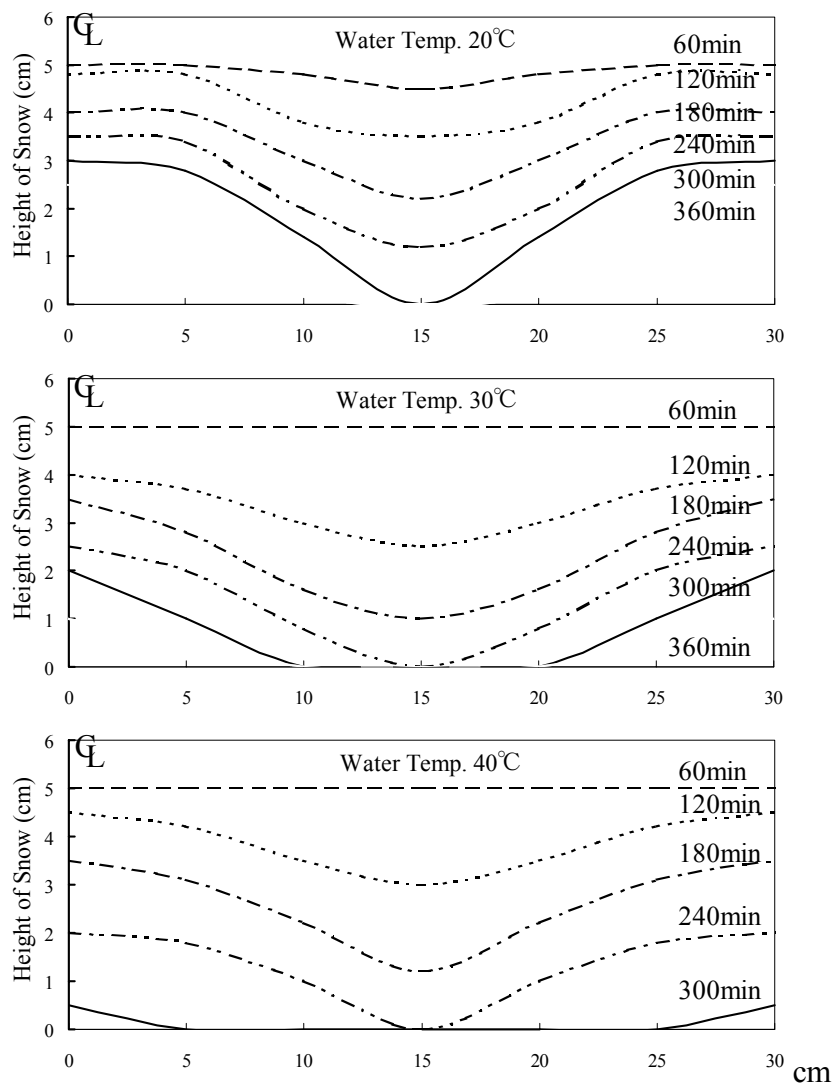 ℄
Water Temp. 20℃
Height of Snow (cm)
6
5
4
3
2
1
0
60min
120min
180min
240min
300min
360min
0 5 10 15 20 25 30
℄
Water Temp. 30℃
Height of Snow (cm)
6
5
4
3
2
1
0
60min
120min
180min
240min
300min
360min
0 5 10 15 20 25 30
℄
Water Temp. 40℃
Height of Snow (cm)
6
5
4
3
2
1
0
60min
120min
180min
240min
300min
0 5 10 15 20 25 30 cm